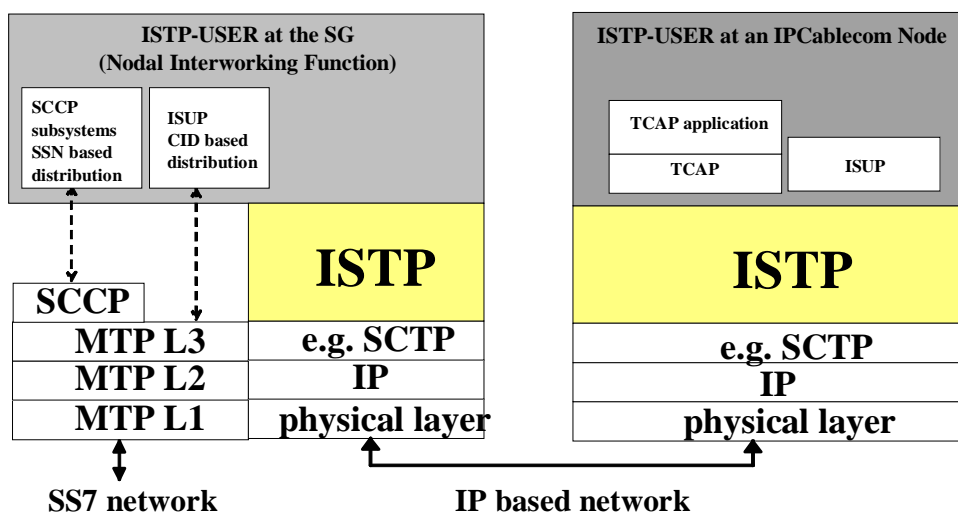 ISTP-USER at the SG
(Nodal Interworking Function)
SCCP
subsystems
SSN based
distribution
ISUP
CID based
distribution
ISTP
SCCP
MTP L3
MTP L2
MTP L1
e.g. SCTP
IP
physical layer
SS7 network
IP based network
ISTP-USER at an IPCablecom Node
TCAP application
TCAP
ISUP
ISTP
e.g. SCTP
IP
physical layer